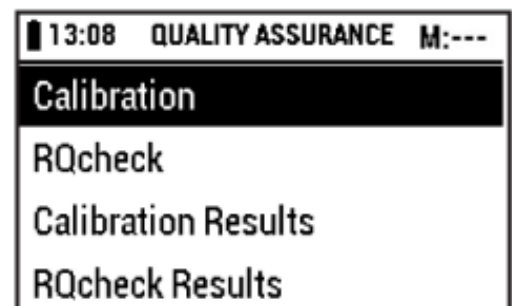 13:08 QUALITY ASSURANCE M:---
Calibration
RQcheck
Calibration Results
RQcheck Results